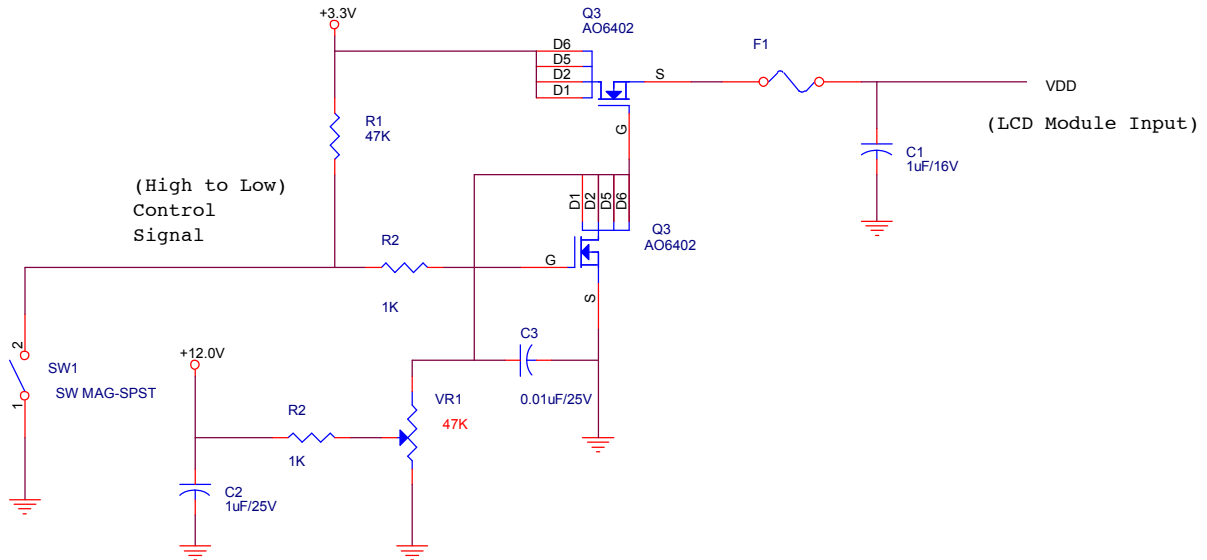 +3.3V
Q3
AO6402
D6
D5
D2
D1
S
G
F1
VDD
(LCD Module Input)
R1
47K
C1
1uF/16V
(High to Low)
Control
Signal
D1
D2
D5
D6
Q3
AO6402
R2
1K
G
S
2
1
SW1
SW MAG-SPST
+12.0V
C3
0.01uF/25V
R2
1K
VR1
47K
C2
1uF/25V